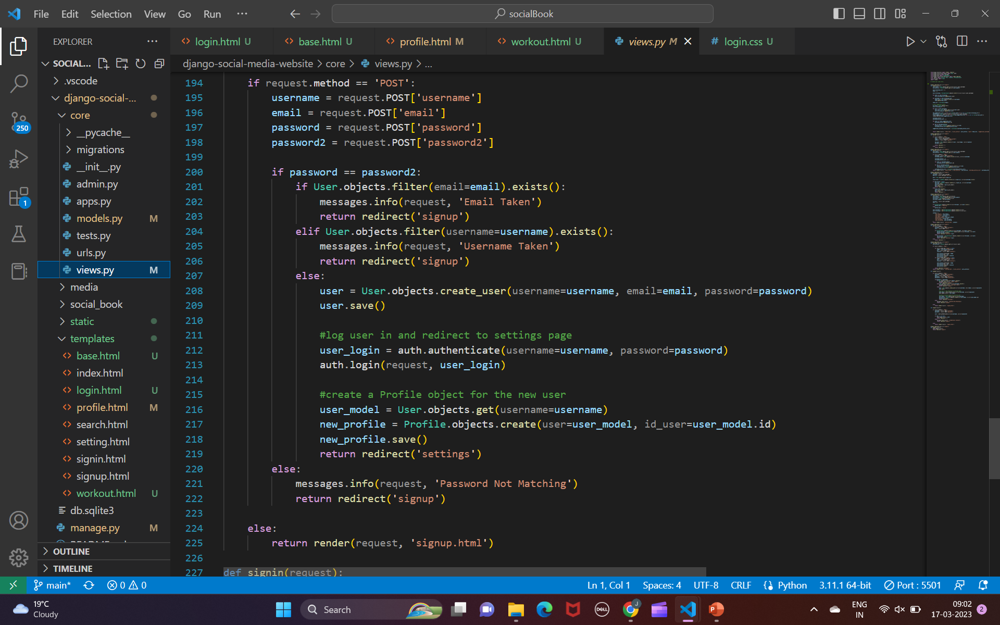 File Edit Selection View Go Run ··· socialBook
EXPLORER ···
login.html U base.html U profile.html M workout.html U views.py M login.css U
SOCIAL...
django-social-media-website > core > views.py > ...
.vscode
django-social-...
core
250
__pycache__
migrations
__init__.py
admin.py
apps.py
1
models.py M
tests.py
urls.py
views.py M
media
social_book
static
templates
base.html U
index.html
login.html U
profile.html M
search.html
setting.html
signin.html
signup.html
workout.html U
db.sqlite3
manage.py M
OUTLINE
TIMELINE
194 if request.method == 'POST':
195 username = request.POST['username']
196 email = request.POST['email']
197 password = request.POST['password']
198 password2 = request.POST['password2']
199
200 if password == password2:
201 if User.objects.filter(email=email).exists():
202 messages.info(request, 'Email Taken')
203 return redirect('signup')
204 elif User.objects.filter(username=username).exists():
205 messages.info(request, 'Username Taken')
206 return redirect('signup')
207 else:
208 user = User.objects.create_user(username=username, email=email, password=password)
209 user.save()
210
211 #log user in and redirect to settings page
212 user_login = auth.authenticate(username=username, password=password)
213 auth.login(request, user_login)
214
215 #create a Profile object for the new user
216 user_model = User.objects.get(username=username)
217 new_profile = Profile.objects.create(user=user_model, id_user=user_model.id)
218 new_profile.save()
219 return redirect('settings')
220 else:
221 messages.info(request, 'Password Not Matching')
222 return redirect('signup')
223
224 else:
225 return render(request, 'signup.html')
226
227 def signin(request):
main* 0 0 Ln 1, Col 1 Spaces: 4 UTF-8 CRLF Python 3.11.1 64-bit Port : 5501
19°C
Cloudy
Search
DELL
J
P
ENG
IN
09:02
17-03-2023
2